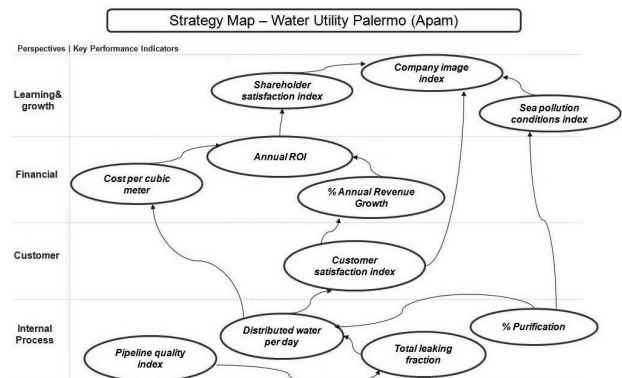 Strategy Map – Water Utility Palermo (Apam)
Perspectives | Key Performance Indicators
Learning&
growth
Shareholder
satisfaction index
Company image
index
Sea pollution
conditions index
Financial
Annual ROI
Cost per cubic
meter
% Annual Revenue
Growth
Customer
Customer
satisfaction index
Internal
Process
Distributed water
per day
% Purification
Pipeline quality
index
Total leaking
fraction